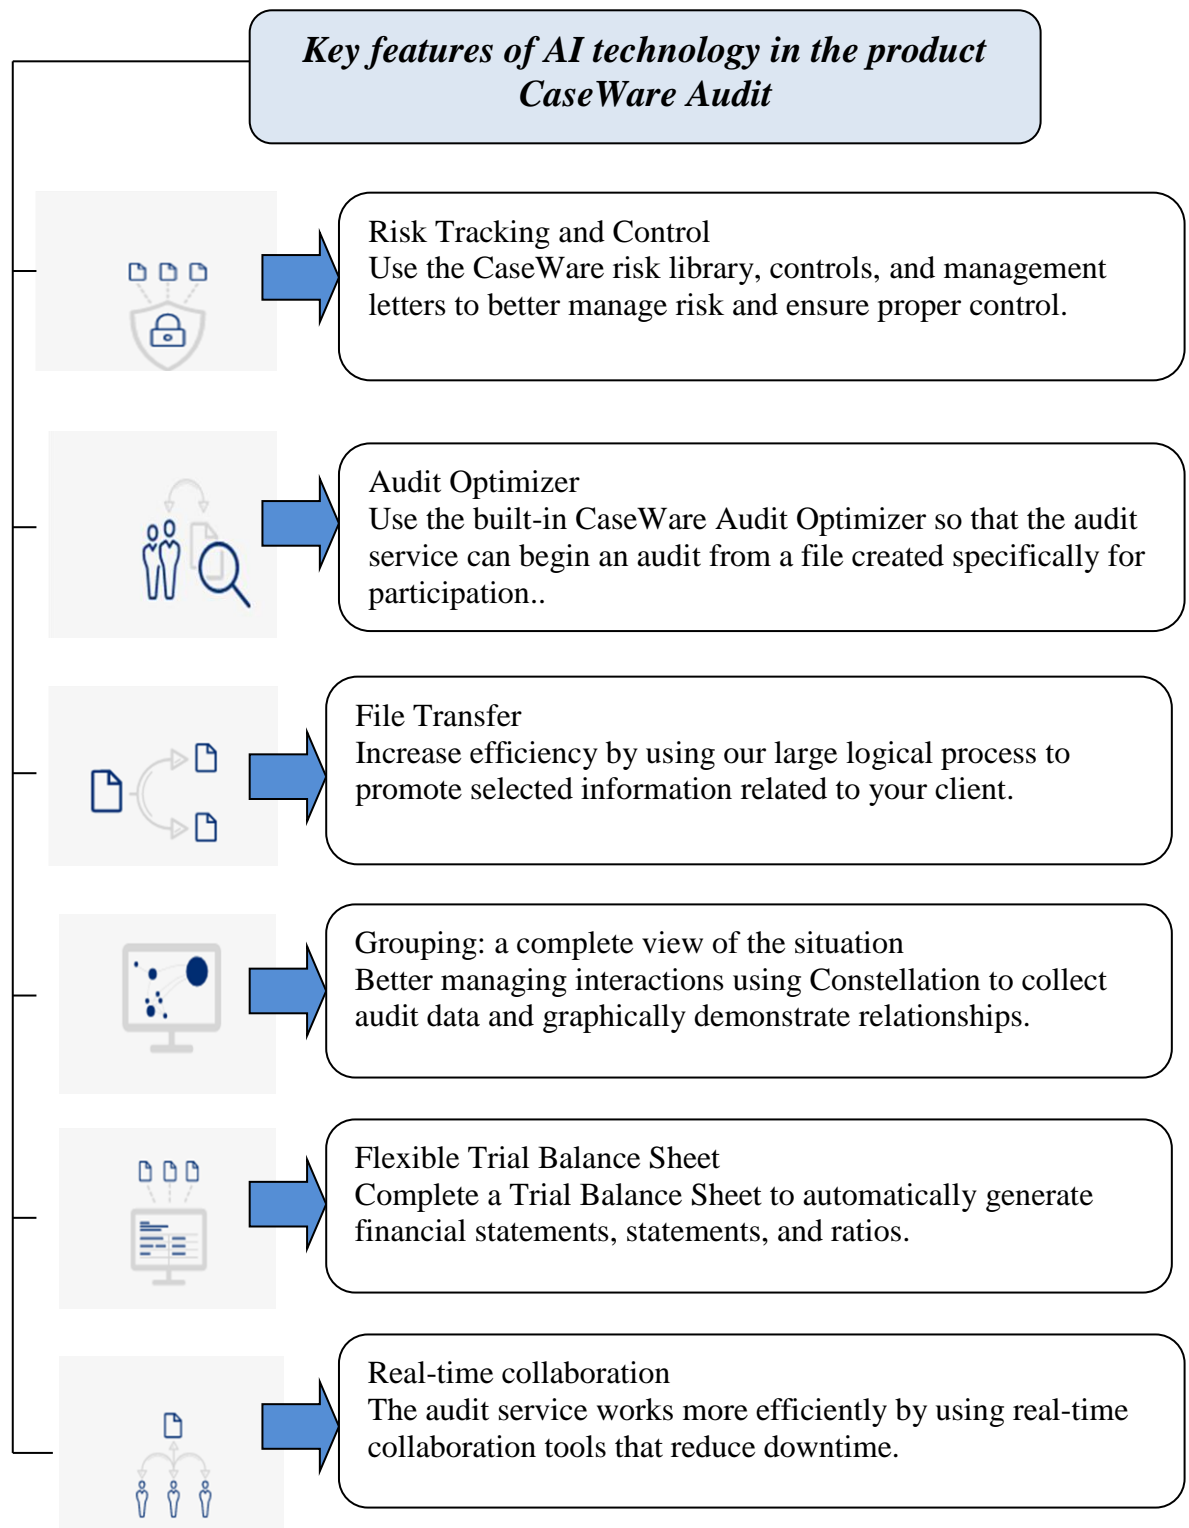 Key features of AI technology in the product
CaseWare Audit
Risk Tracking and Control
Use the CaseWare risk library, controls, and management
letters to better manage risk and ensure proper control.
Audit Optimizer
Use the built-in CaseWare Audit Optimizer so that the audit
service can begin an audit from a file created specifically for
participation..
File Transfer
Increase efficiency by using our large logical process to
promote selected information related to your client.
Grouping: a complete view of the situation
Better managing interactions using Constellation to collect
audit data and graphically demonstrate relationships.
Flexible Trial Balance Sheet
Complete a Trial Balance Sheet to automatically generate
financial statements, statements, and ratios.
Real-time collaboration
The audit service works more efficiently by using real-time
collaboration tools that reduce downtime.